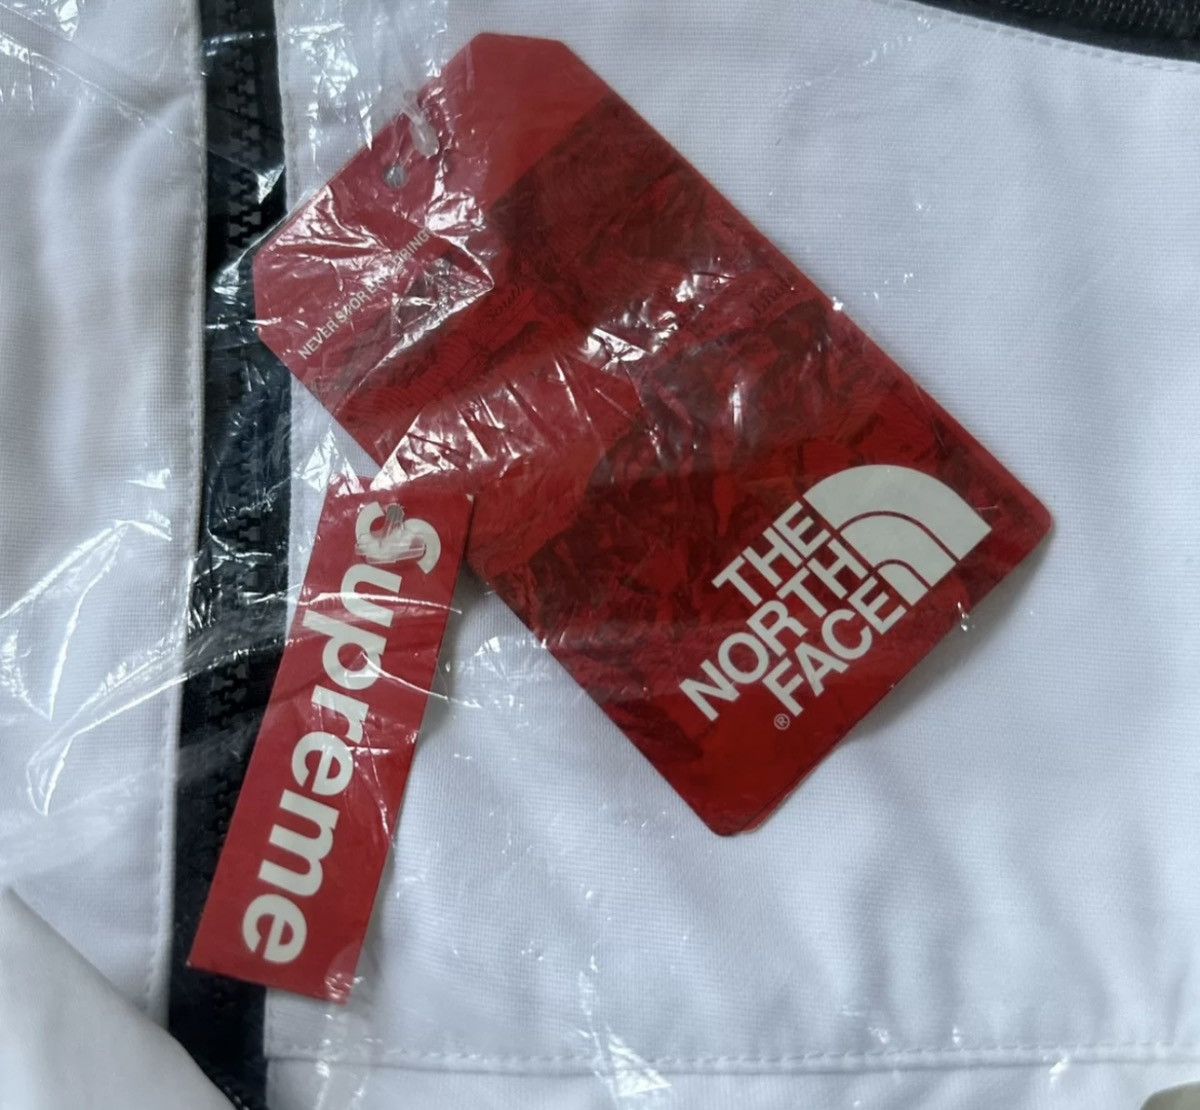 NEVER STOP EXPLORING
THE
NORTH
FACE
®
Supreme